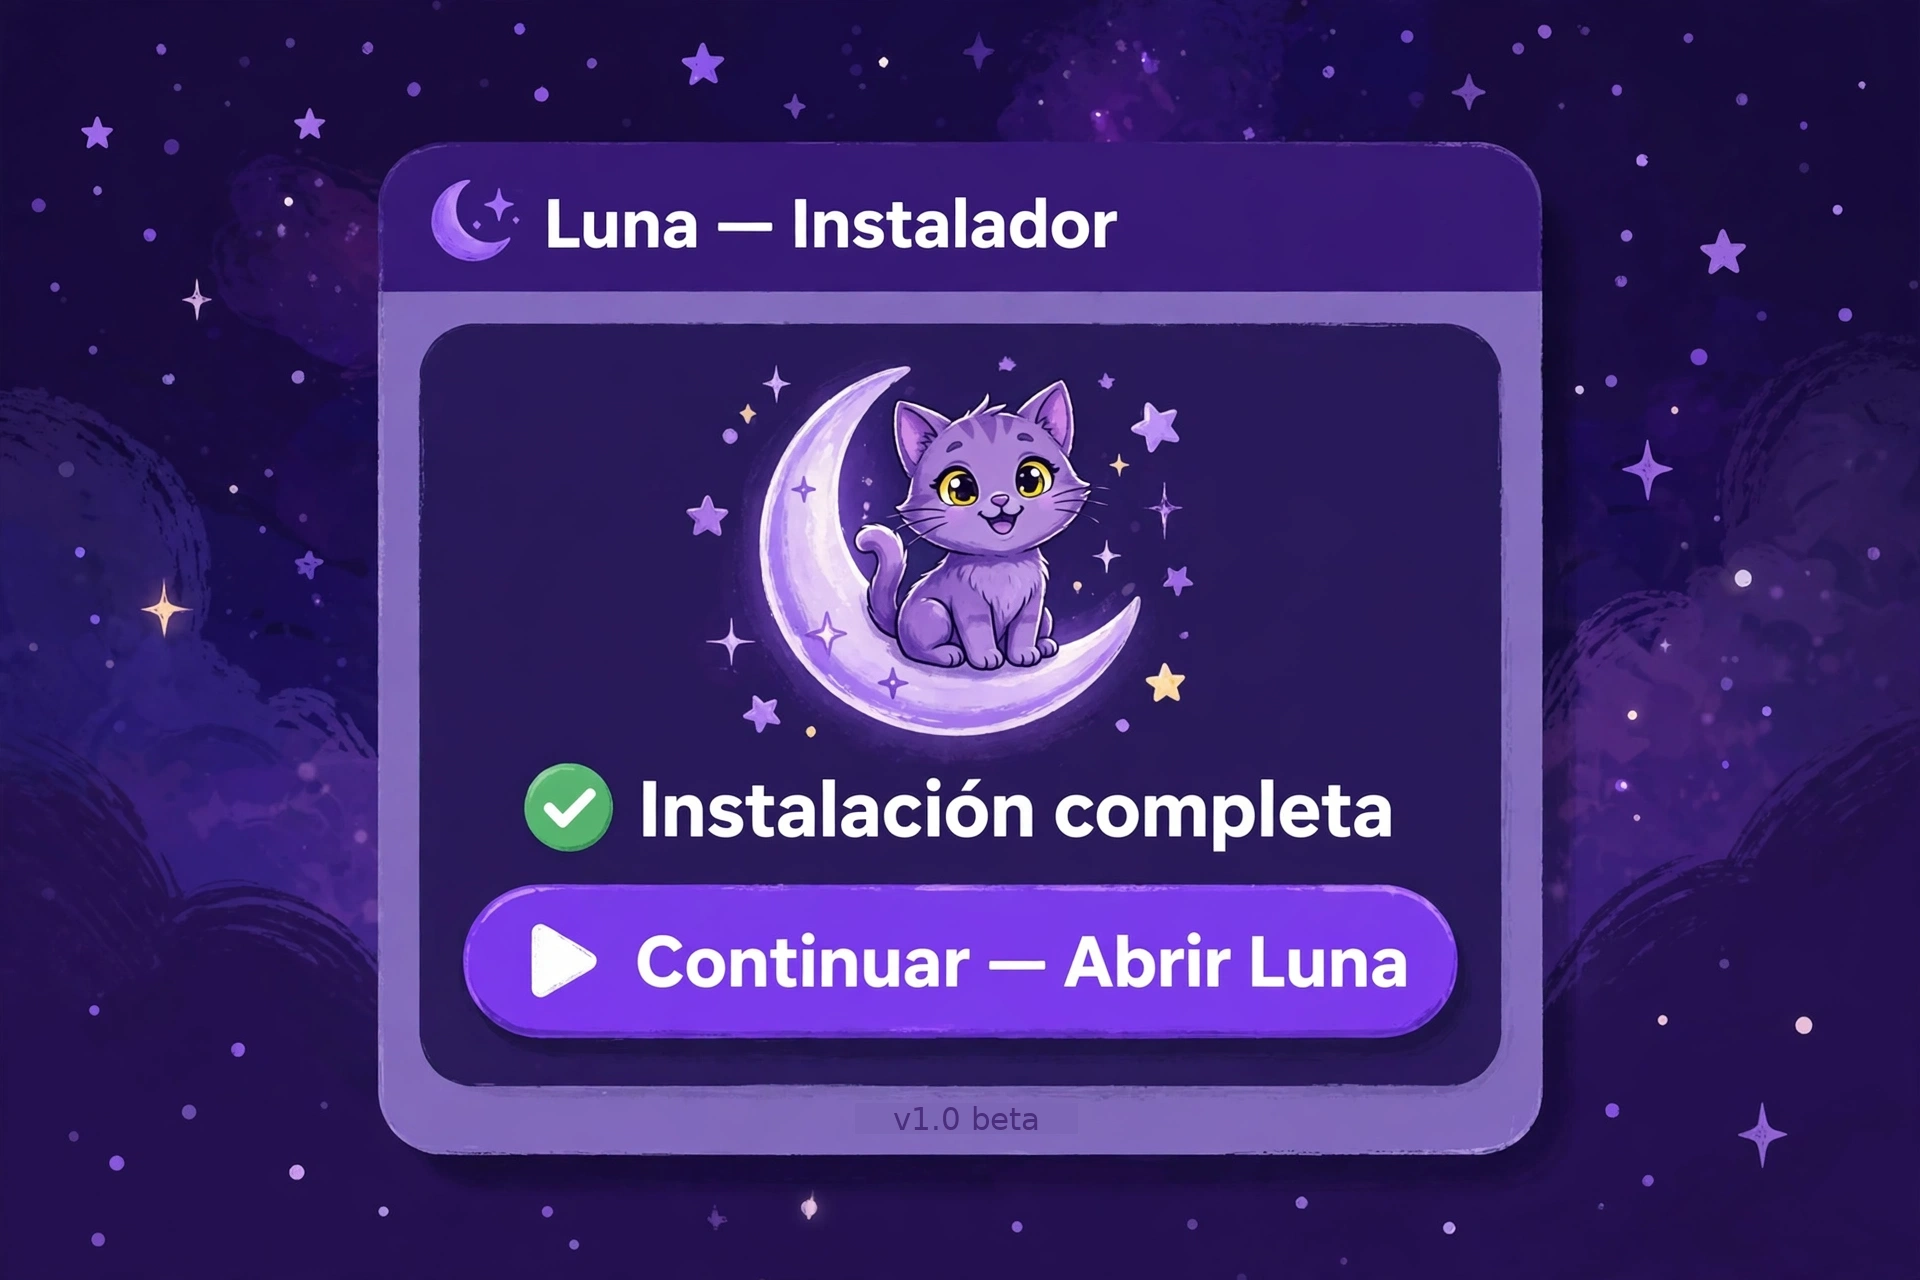 Luna — Instalador
Instalación completa
Continuar — Abrir Luna
v1.0 beta